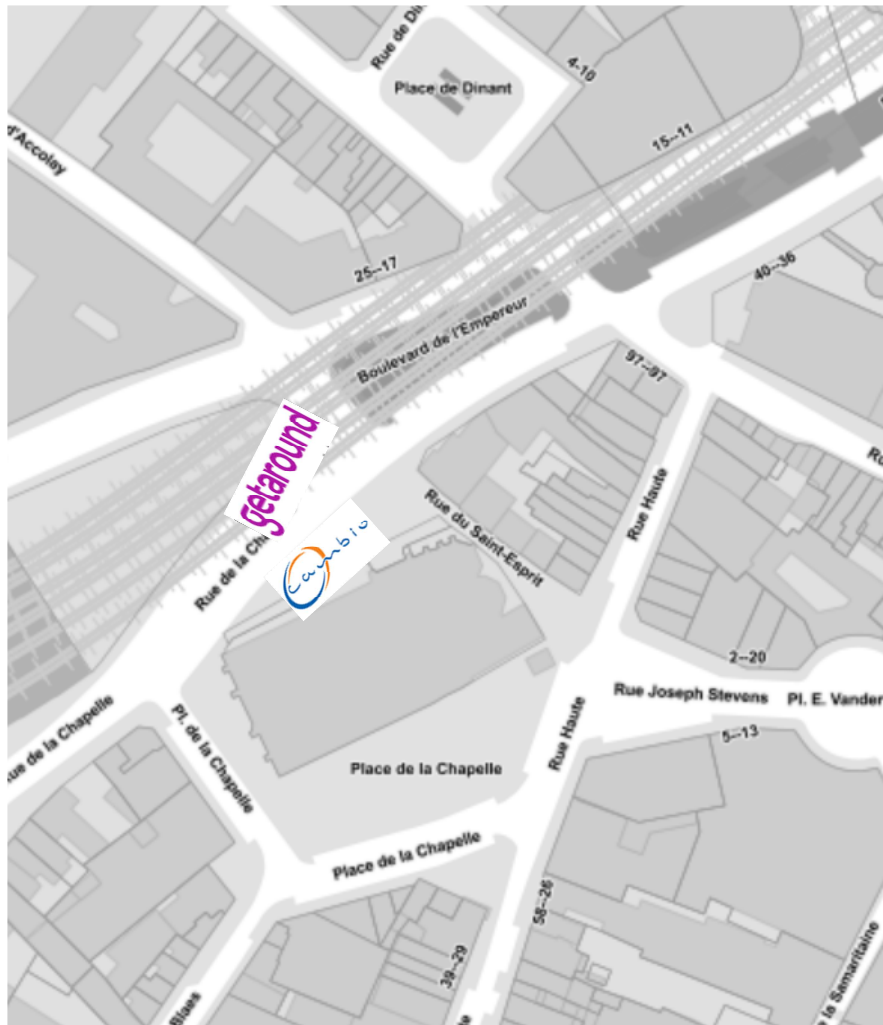 Rue de Di
4-10
Place de Dinant
15--11
d'Accolay
25--17
40--36
Boulevard de l'Empereur
97--97
getaround
Ru
Rue Haute
Rue du Saint-Esprit
cambio
Rue de la Ch
2--20
Rue Joseph Stevens
Pl. E. Vander
Rue Haute
ue de la Chapelle
Pl. de la Chapelle
5--13
Place de la Chapelle
Place de la Chapelle
58--26
39--29
la Samaritaine
Blaes